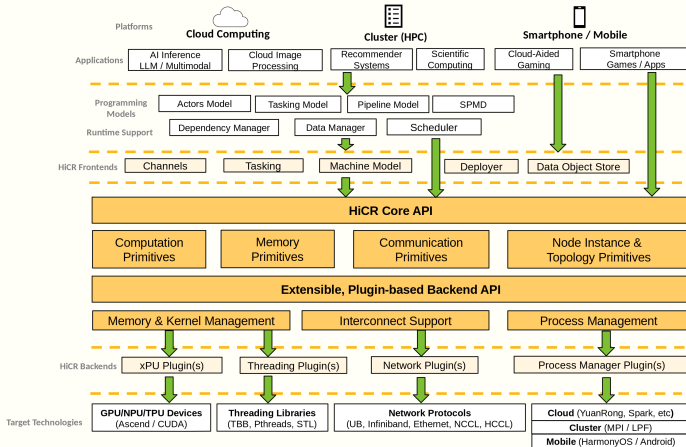 Platforms
Cloud Computing
Cluster (HPC)
Smartphone / Mobile
Applications
AI Inference
LLM / Multimodal
Cloud Image
Processing
Recommender
Systems
Scientific
Computing
Cloud-Aided
Gaming
Smartphone
Games / Apps
Programming
Models
Actors Model
Tasking Model
Pipeline Model
SPMD
Runtime Support
Dependency Manager
Data Manager
Scheduler
HiCR Frontends
Channels
Tasking
Machine Model
Deployer
Data Object Store
HiCR Core API
Computation
Primitives
Memory
Primitives
Communication
Primitives
Node Instance &
Topology Primitives
Extensible, Plugin-based Backend API
Memory & Kernel Management
Interconnect Support
Process Management
HiCR Backends
xPU Plugin(s)
Threading Plugin(s)
Network Plugin(s)
Process Manager Plugin(s)
Target Technologies
GPU/NPU/TPU Devices
(Ascend / CUDA)
Threading Libraries
(TBB, Pthreads, STL)
Network Protocols
(UB, Infiniband, Ethernet, NCCL, HCCL)
Cloud (YuanRong, Spark, etc)
Cluster (MPI / LPF)
Mobile (HarmonyOS / Android)